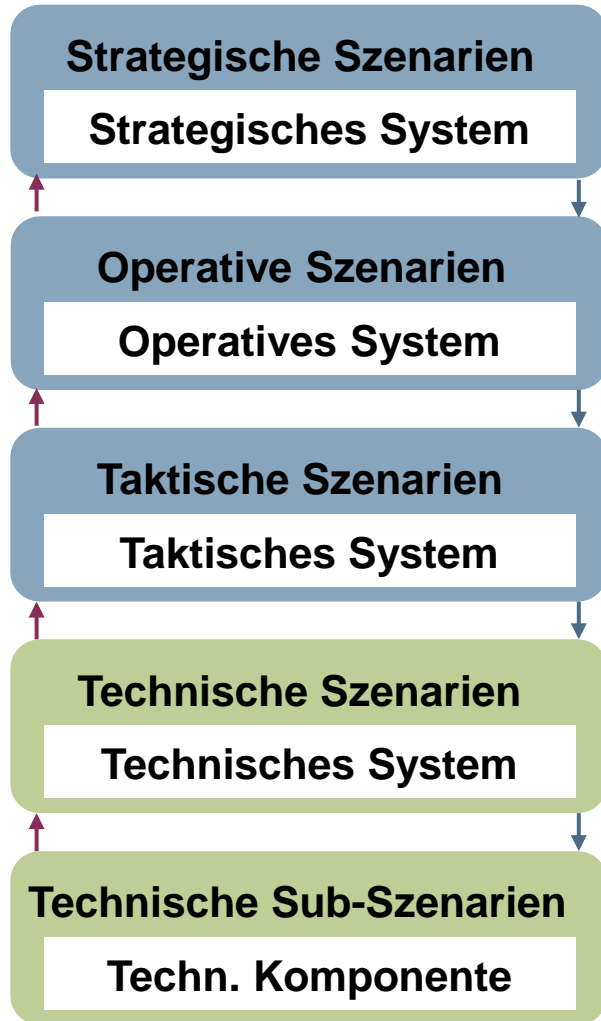 Strategische Szenarien
Strategisches System
Operative Szenarien
Operatives System
Taktische Szenarien
Taktisches System
Technische Szenarien
Technisches System
Technische Sub-Szenarien
Techn. Komponente